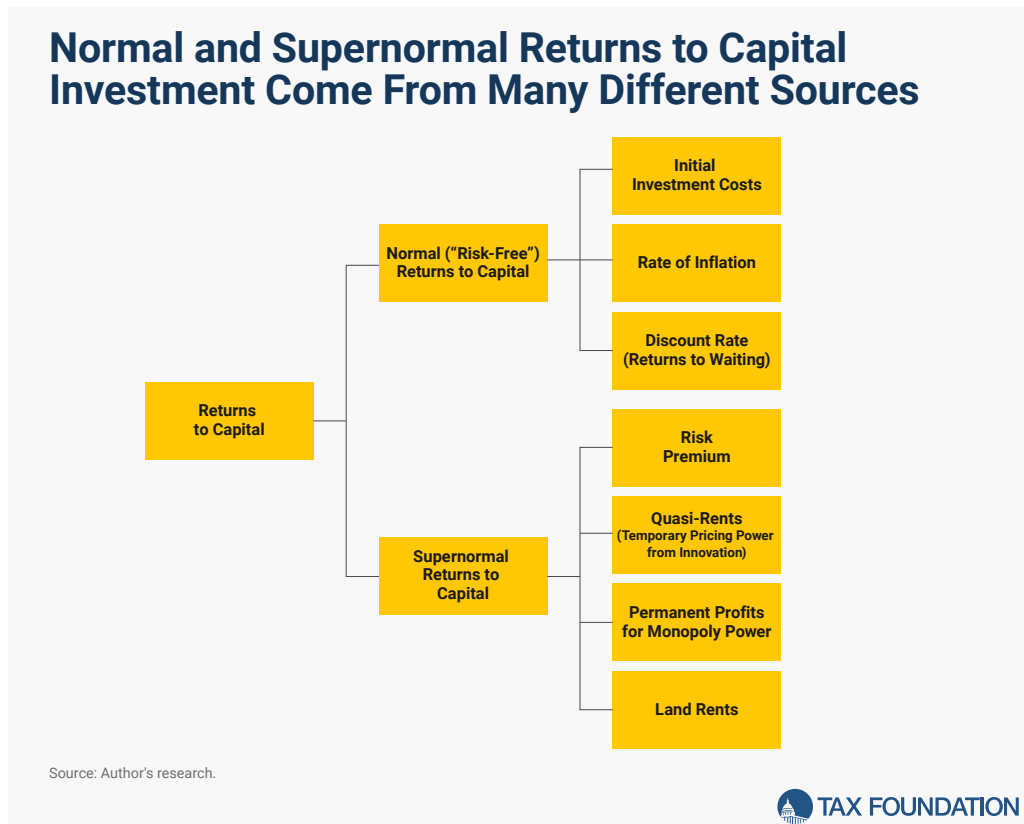 Normal and Supernormal Returns to Capital
Investment Come From Many Different Sources
Initial
Investment Costs
Normal (“Risk-Free”)
Returns to Capital
Rate of Inflation
Discount Rate
(Returns to Waiting)
Returns
to Capital
Risk
Premium
Supernormal
Returns to
Capital
Quasi-Rents
(Temporary Pricing Power
from Innovation)
Permanent Profits
for Monopoly Power
Land Rents
Source: Author's research.
TAX FOUNDATION